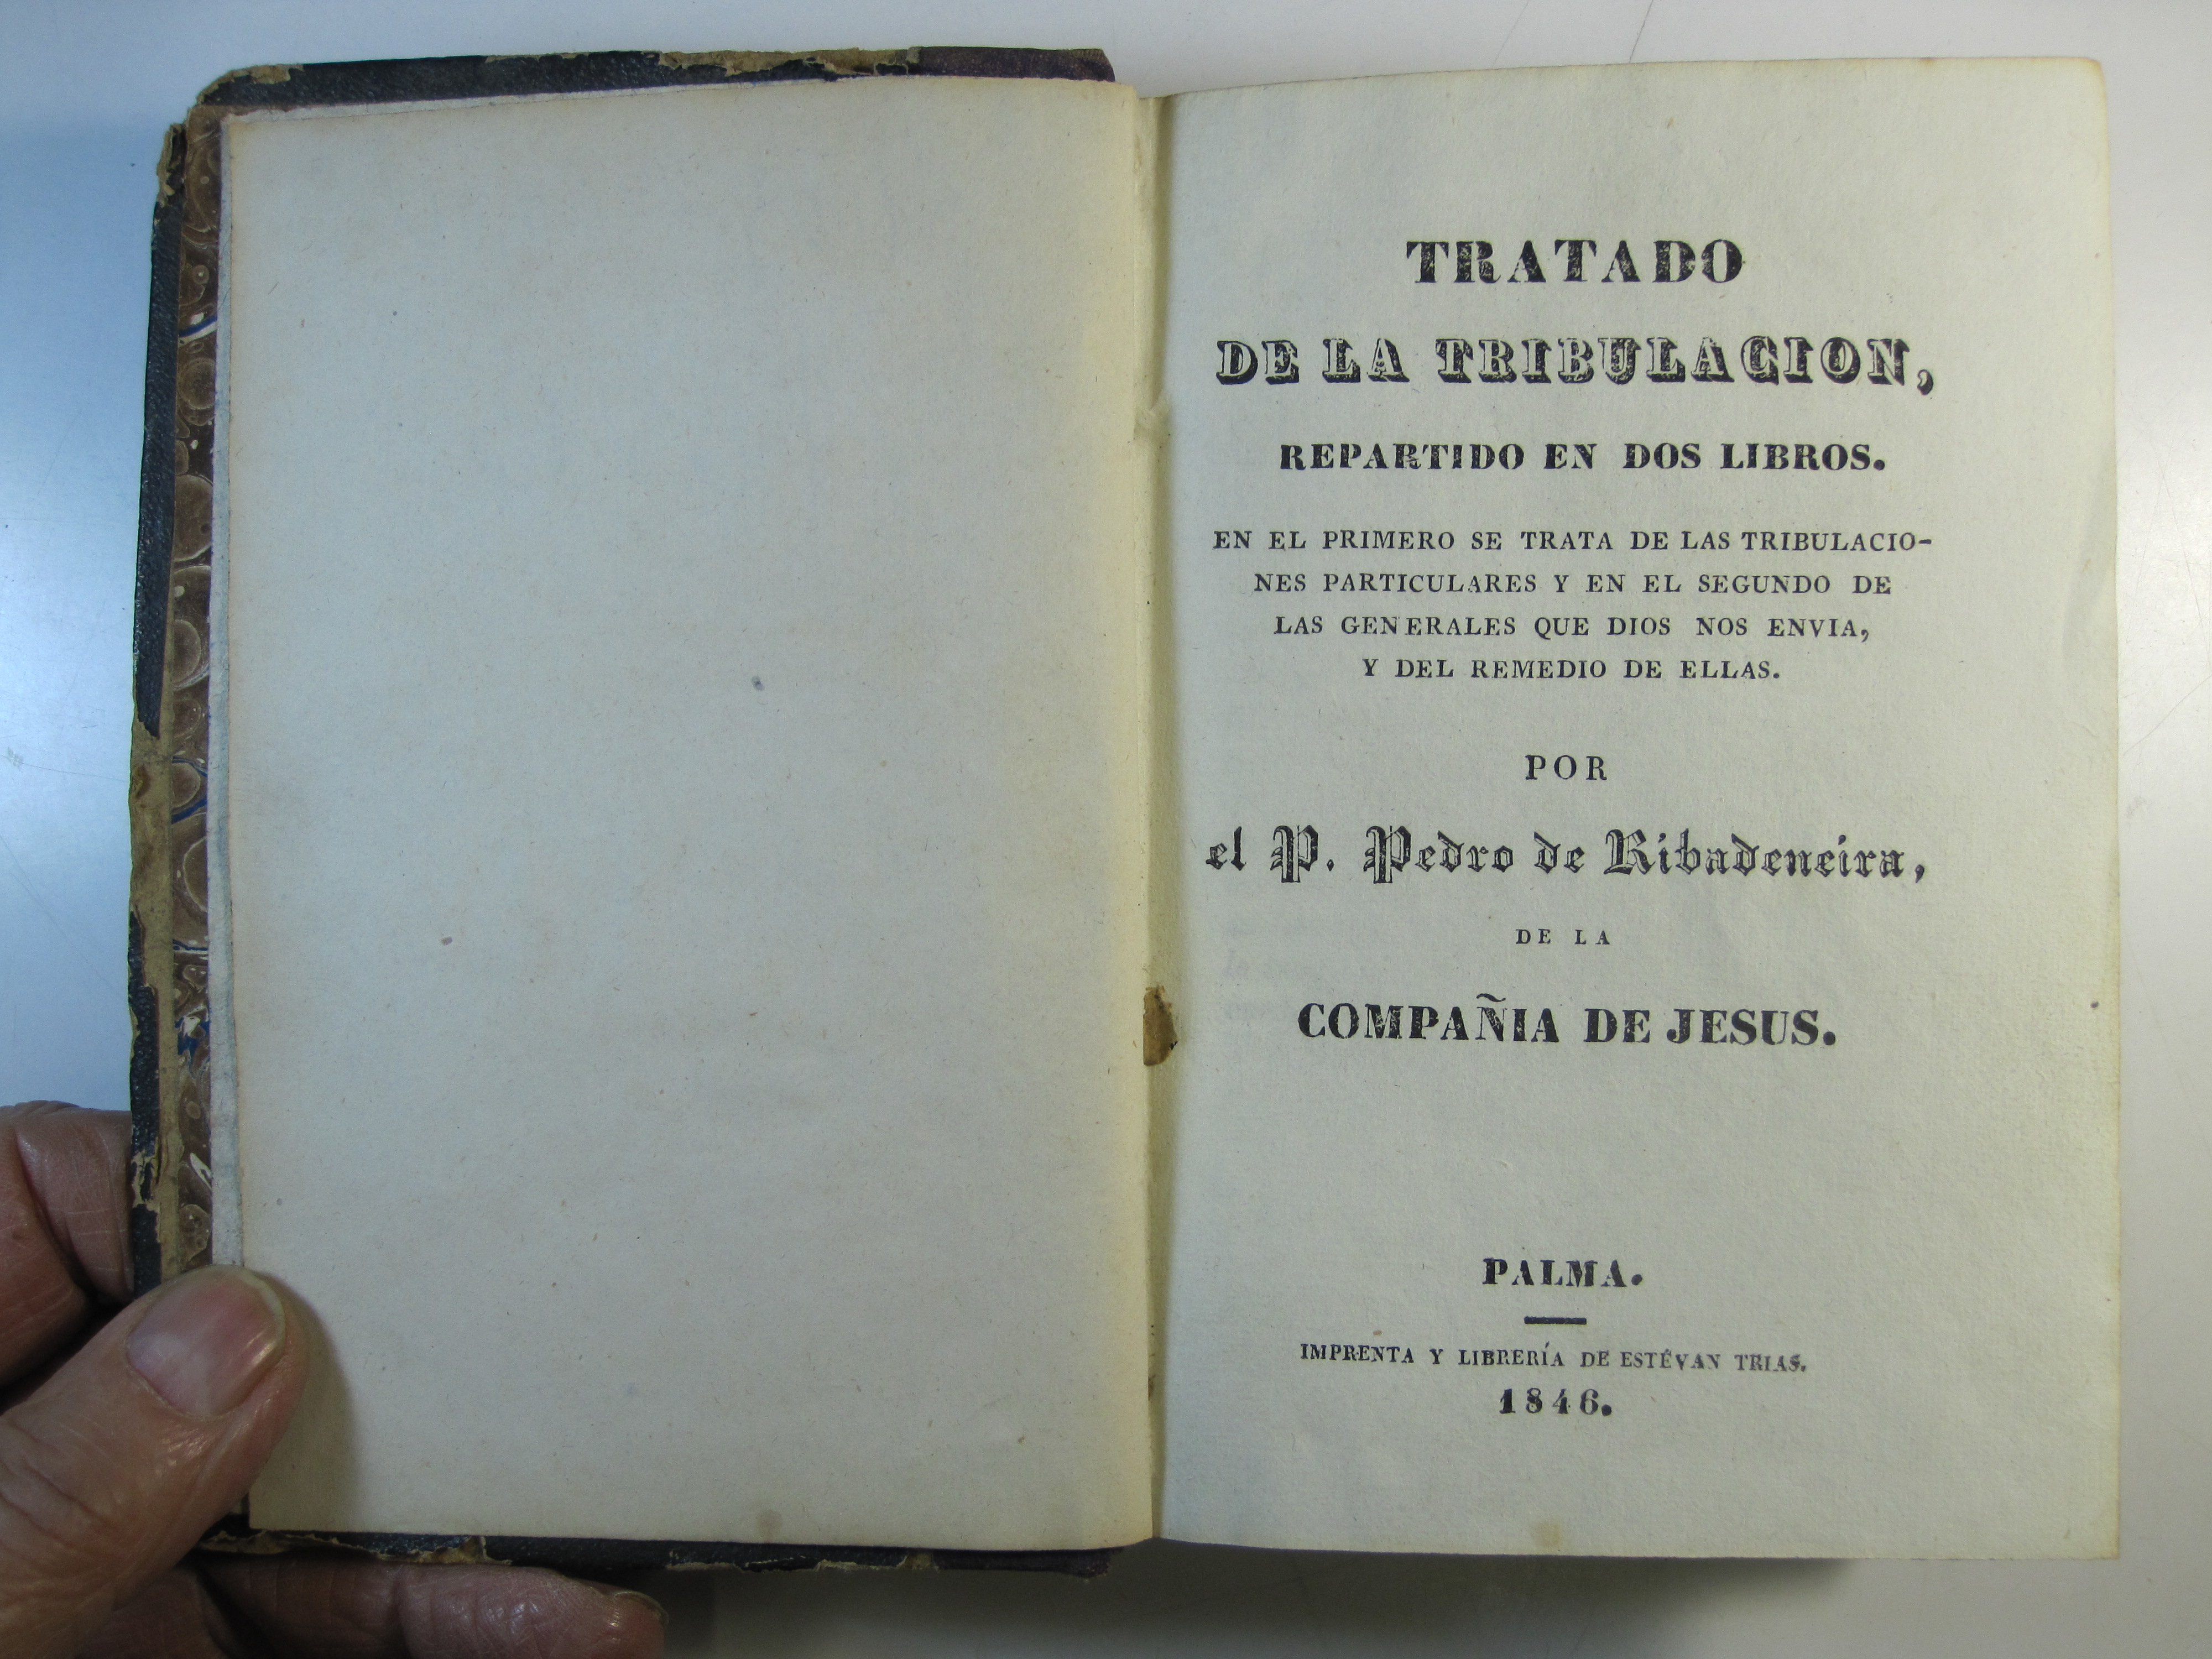 TRATADO
DE LA TRIBULACION,
REPARTIDO EN DOS LIBROS.
EN EL PRIMERO SE TRATA DE LAS TRIBULACIO-
NES PARTICULARES Y EN EL SEGUNDO DE
LAS GENERALES QUE DIOS NOS ENVIA,
Y DEL REMEDIO DE ELLAS.
POR
el P. Pedro de Ribadeneira,
DE LA
COMPAÑIA DE JESUS.
PALMA.
IMPRENTA Y LIBRERÍA DE ESTÉVAN TRIAS.
1846.